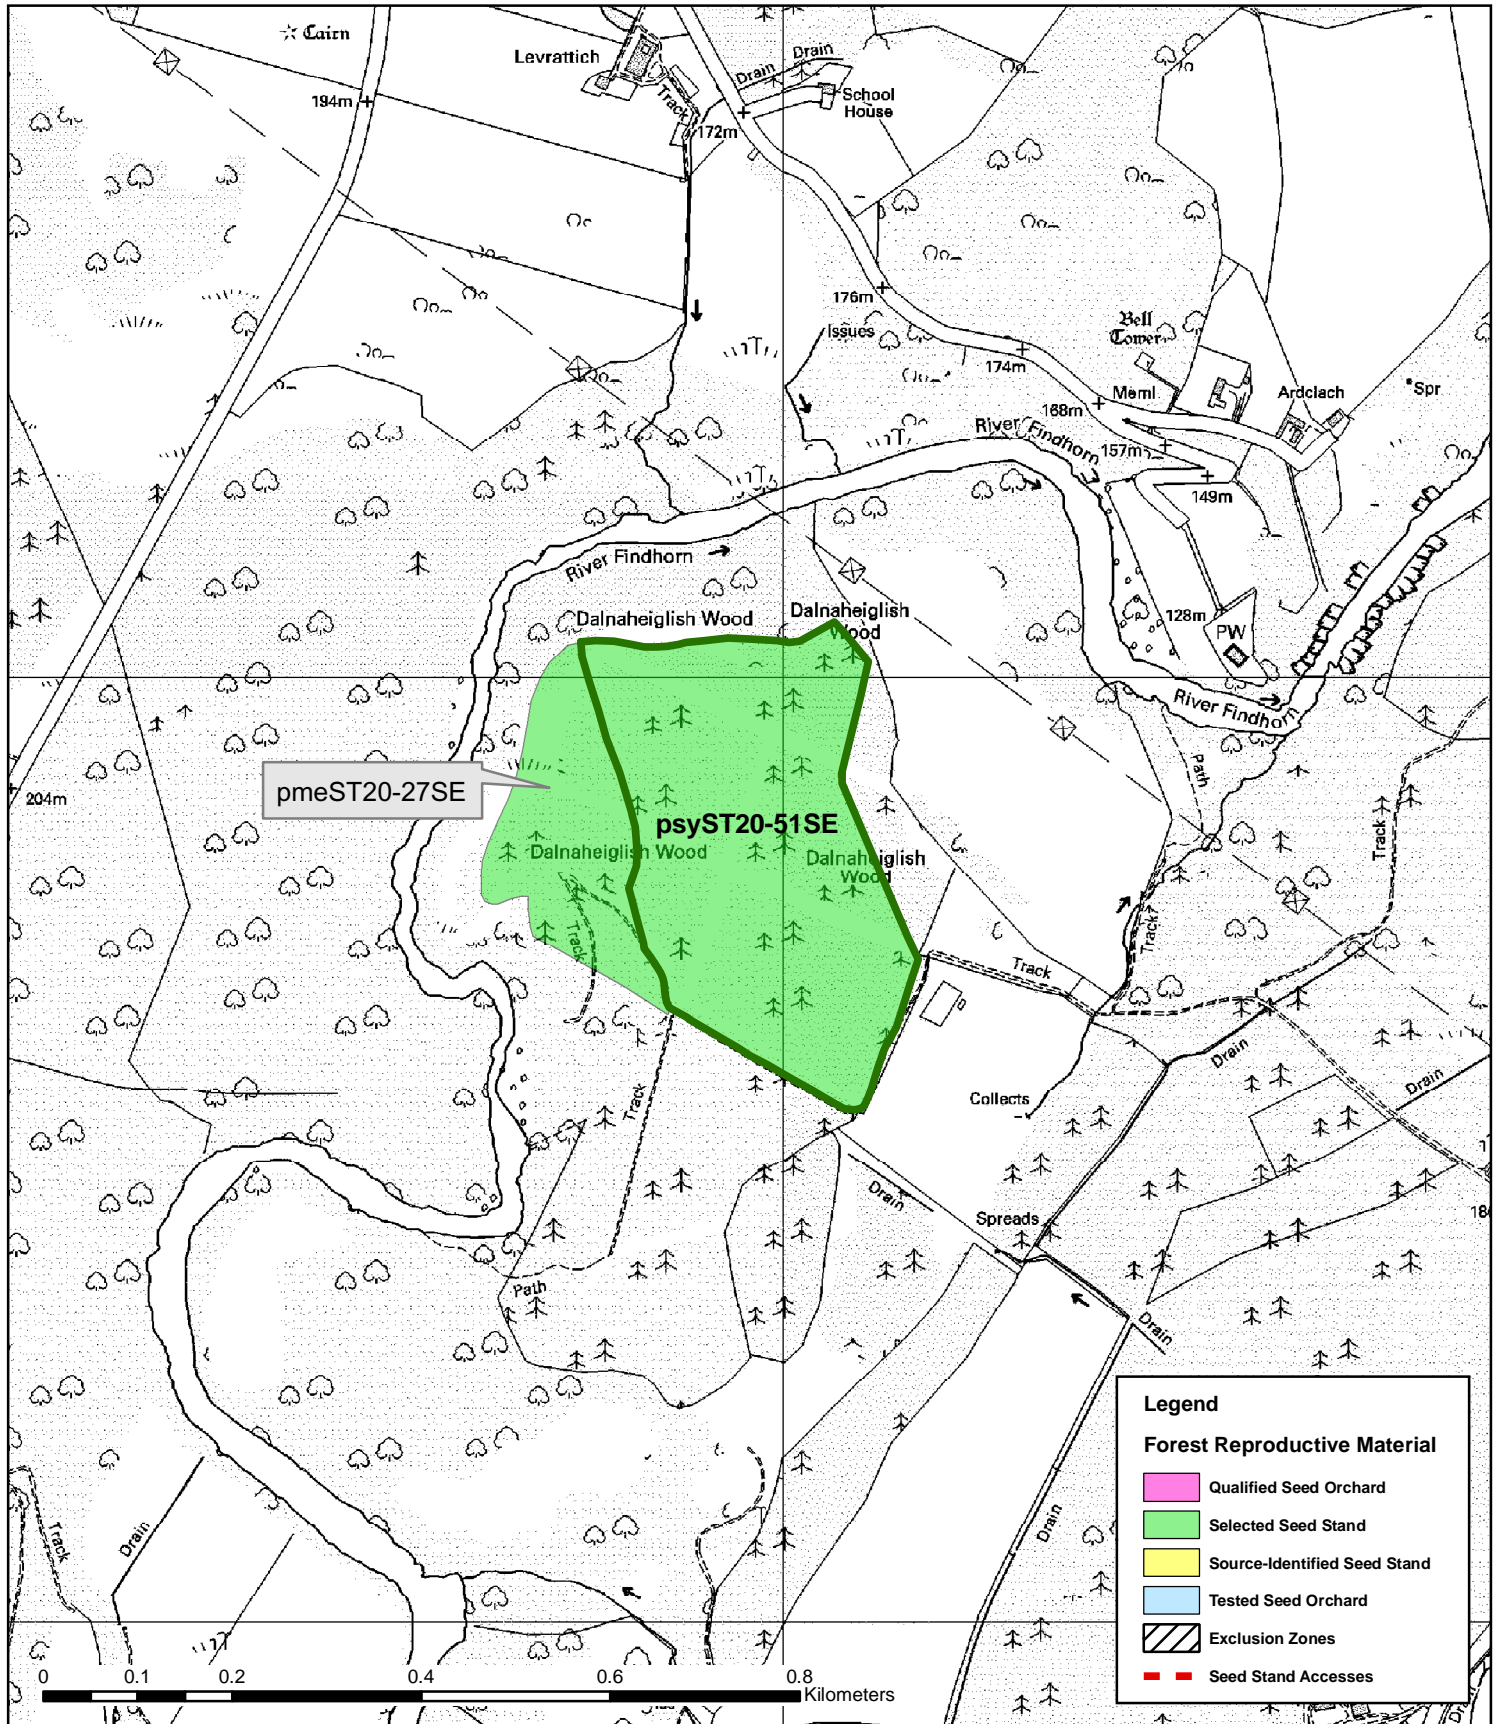 Cairn
Levrattich
Drain
Drain
194m
Track
School
House
172m
176m
Issues
Bell
Tower
174m
Meml
Ardclach
Spr
168m
River Findhorn
157m
149m
River Findhorn
Dalnaheiglish Wood
Dalnaheiglish
Wood
128m
PW
River Findhorn
Path
204m
pmeST20-27SE
psyST20-51SE
Dalnaheiglish Wood
Dalnaheiglish
Wood
Track
Track
Track
Track
Drain
Drain
Collects
Track
Drain
Spreads
Path
Drain
Drain
Drain
Track
Legend
Forest Reproductive Material
Qualified Seed Orchard
Selected Seed Stand
Source-Identified Seed Stand
Tested Seed Orchard
Exclusion Zones
Seed Stand Accesses
0 0.1 0.2 0.4 0.6 0.8
Kilometers